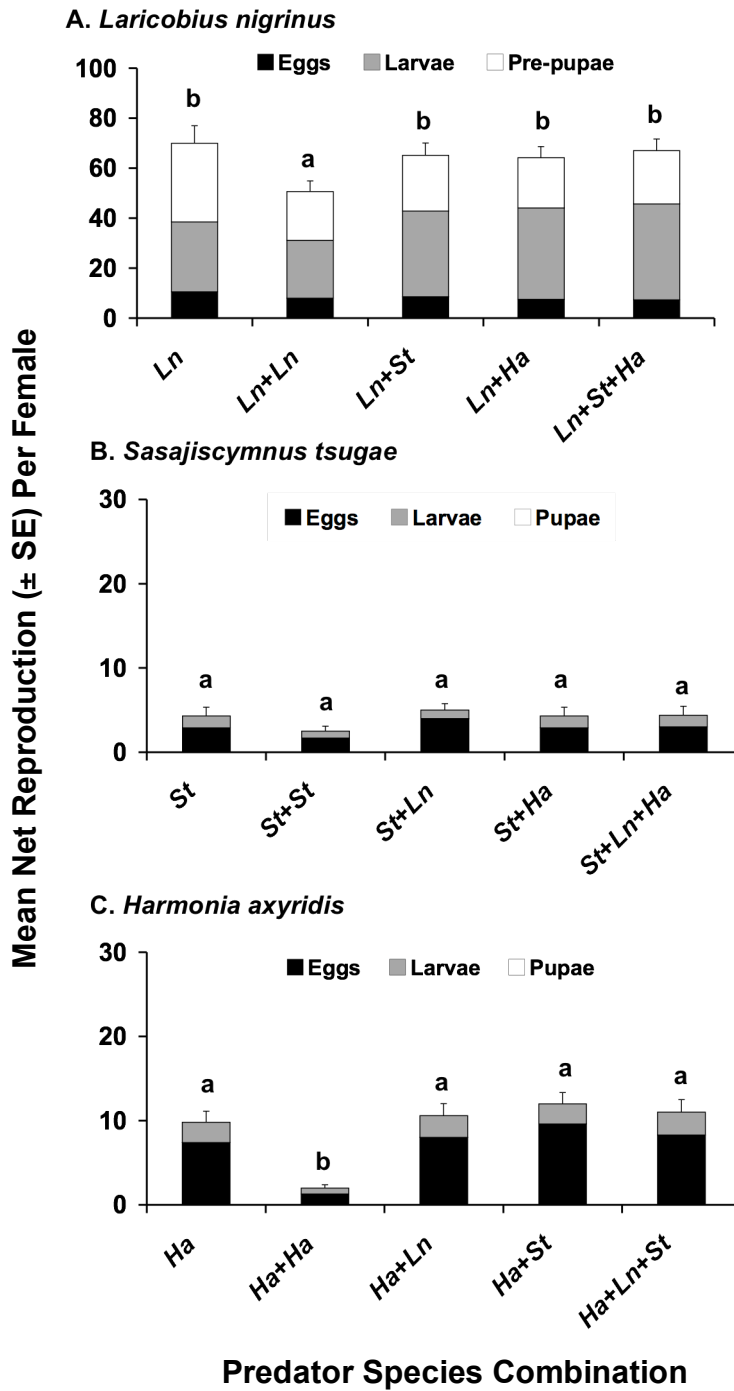 Mean Net Reproduction (± SE) Per Female
A. Laricobius nigrinus
Eggs Larvae Pre-pupae
100
80
60
40
20
0
b
a
b
b
b
Ln
Ln+Ln
Ln+St
Ln+Ha
Ln+St+Ha
B. Sasajiscymnus tsugae
Eggs Larvae Pupae
30
20
10
0
a
a
a
a
a
St
St+St
St+Ln
St+Ha
St+Ln+Ha
C. Harmonia axyridis
Eggs Larvae Pupae
30
20
10
0
a
b
a
a
a
Ha
Ha+Ha
Ha+Ln
Ha+St
Ha+Ln+St
Predator Species Combination